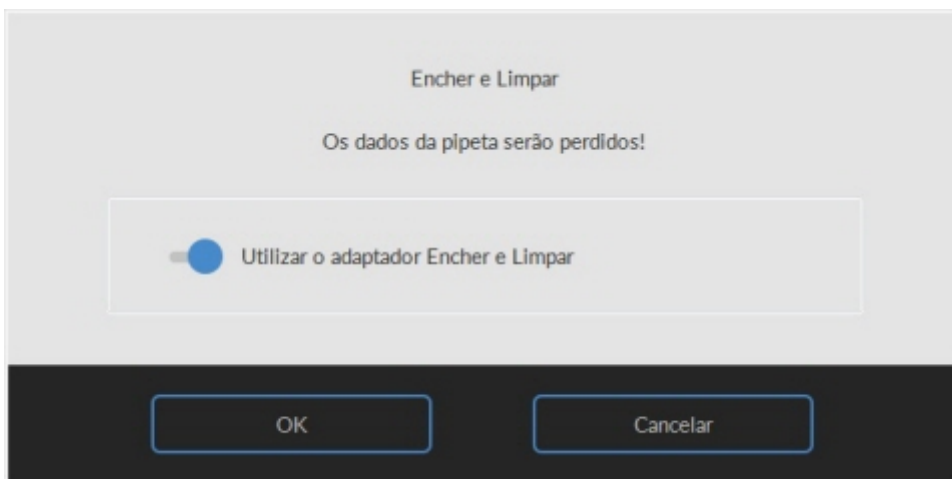 Encher e Limpar
Os dados da pipeta serão perdidos!
Utilizar o adaptador Encher e Limpar
OK
Cancelar